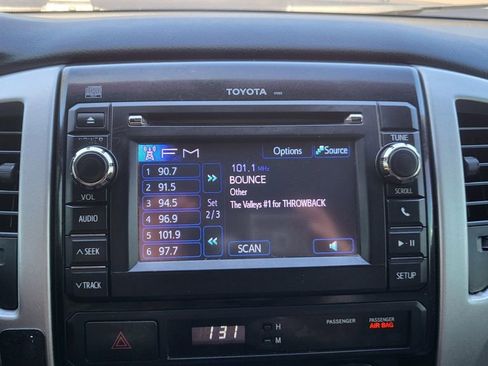 TOYOTA
POWER
VOL
AUDIO
∧ SEEK
∨ TRACK
FM
Options
Source
1 90.7
2 91.5
3 94.5
4 96.9
5 101.9
6 97.7
Set
2/3
101.1 MHz
BOUNCE
Other
The Valleys #1 for THROWBACK
SCAN
TUNE
SCROLL
SETUP
131
H
M
PASSENGER
PASSENGER
AIR BAG